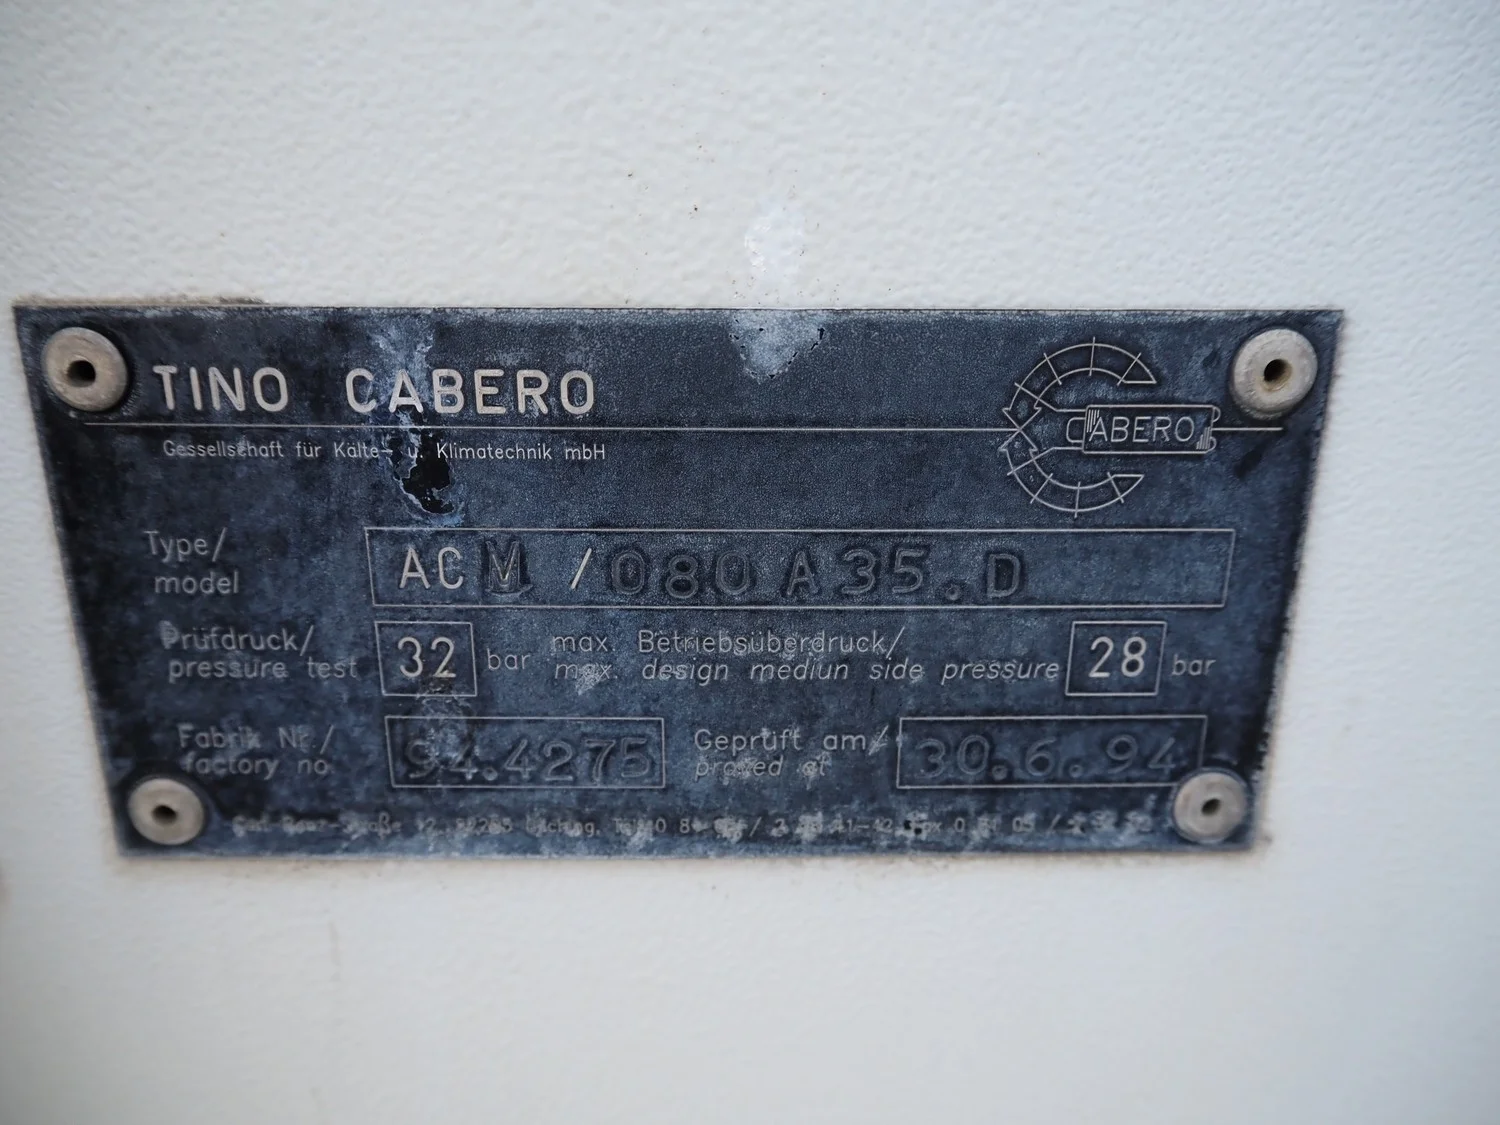 TINO CABERO
Gessellschaft für Kälte- u. Klimatechnik mbH
CABERO
Type/
model
ACM /080 A35.D
Prüfdruck/
pressure test
32 bar
max. Betriebsüberdruck/
max. design mediun side pressure
28 bar
Fabrik Nr./
factory no
94.4275
Geprüft am/
proved of
30.6.94